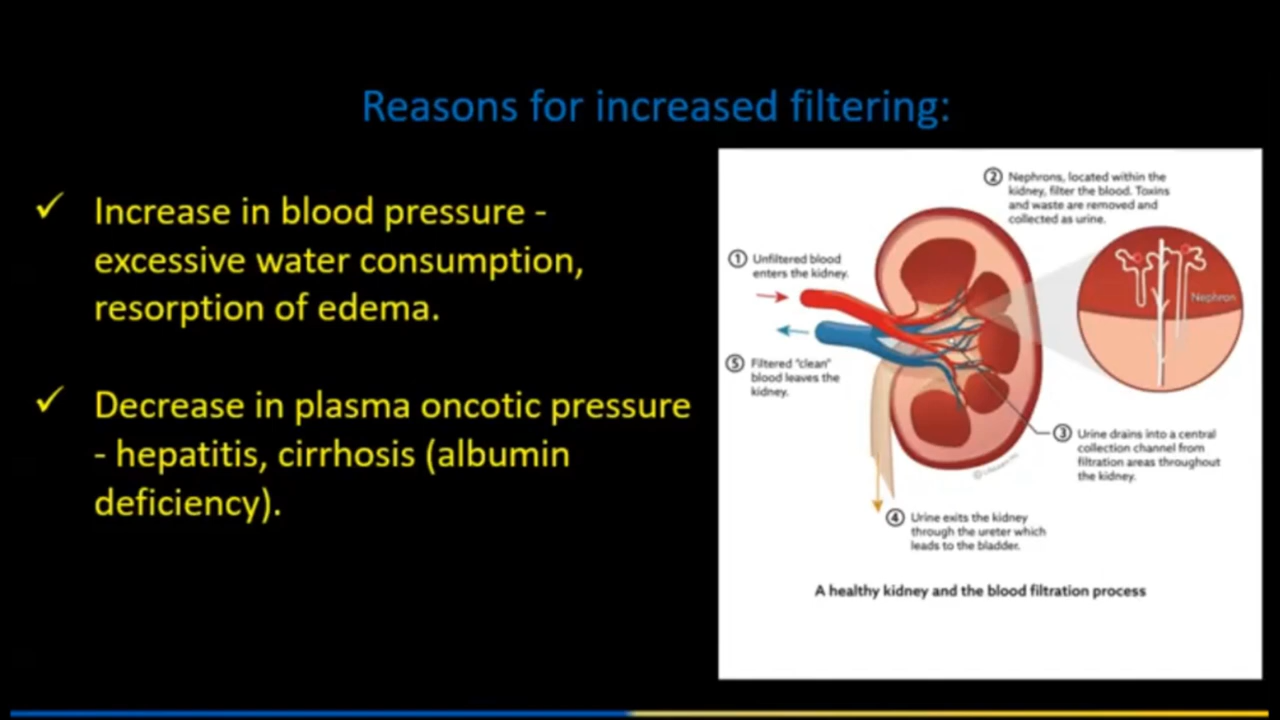 Reasons for increased filtering:
✓ Increase in blood pressure -
excessive water consumption,
resorption of edema.
✓ Decrease in plasma oncotic pressure
- hepatitis, cirrhosis (albumin
deficiency).
② Nephrons, located within the
kidney, filter the blood. Toxins
and waste are removed and
collected as urine.
① Unfiltered blood
enters the kidney.
Nephron
⑤ Filtered "clean"
blood leaves the
kidney.
③ Urine drains into a central
collection channel from
filtration areas throughout
the kidney.
④ Urine exits the kidney
through the ureter which
leads to the bladder.
A healthy kidney and the blood filtration process